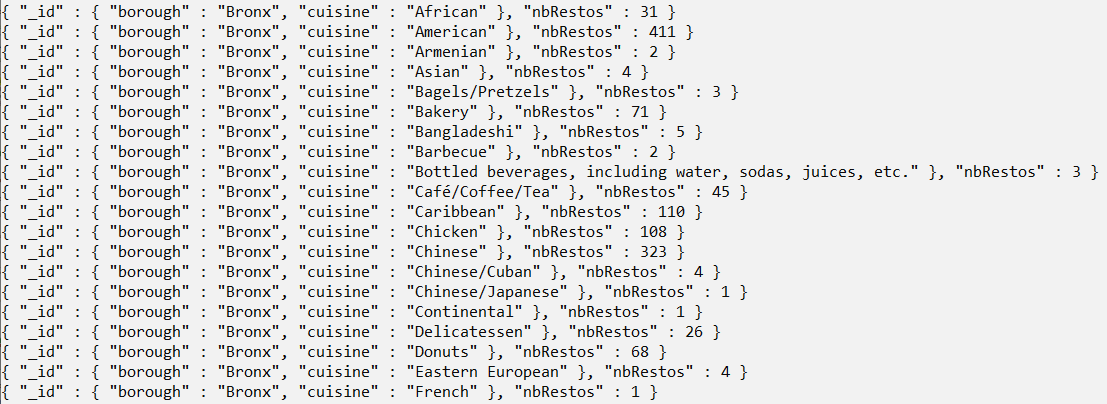 { "_id" : { "borough" : "Bronx", "cuisine" : "African" }, "nbRestos" : 31 }
{ "_id" : { "borough" : "Bronx", "cuisine" : "American" }, "nbRestos" : 411 }
{ "_id" : { "borough" : "Bronx", "cuisine" : "Armenian" }, "nbRestos" : 2 }
{ "_id" : { "borough" : "Bronx", "cuisine" : "Asian" }, "nbRestos" : 4 }
{ "_id" : { "borough" : "Bronx", "cuisine" : "Bagels/Pretzels" }, "nbRestos" : 3 }
{ "_id" : { "borough" : "Bronx", "cuisine" : "Bakery" }, "nbRestos" : 71 }
{ "_id" : { "borough" : "Bronx", "cuisine" : "Bangladeshi" }, "nbRestos" : 5 }
{ "_id" : { "borough" : "Bronx", "cuisine" : "Barbecue" }, "nbRestos" : 2 }
{ "_id" : { "borough" : "Bronx", "cuisine" : "Bottled beverages, including water, sodas, juices, etc." }, "nbRestos" : 3 }
{ "_id" : { "borough" : "Bronx", "cuisine" : "Café/Coffee/Tea" }, "nbRestos" : 45 }
{ "_id" : { "borough" : "Bronx", "cuisine" : "Caribbean" }, "nbRestos" : 110 }
{ "_id" : { "borough" : "Bronx", "cuisine" : "Chicken" }, "nbRestos" : 108 }
{ "_id" : { "borough" : "Bronx", "cuisine" : "Chinese" }, "nbRestos" : 323 }
{ "_id" : { "borough" : "Bronx", "cuisine" : "Chinese/Cuban" }, "nbRestos" : 4 }
{ "_id" : { "borough" : "Bronx", "cuisine" : "Chinese/Japanese" }, "nbRestos" : 1 }
{ "_id" : { "borough" : "Bronx", "cuisine" : "Continental" }, "nbRestos" : 1 }
{ "_id" : { "borough" : "Bronx", "cuisine" : "Delicatessen" }, "nbRestos" : 26 }
{ "_id" : { "borough" : "Bronx", "cuisine" : "Donuts" }, "nbRestos" : 68 }
{ "_id" : { "borough" : "Bronx", "cuisine" : "Eastern European" }, "nbRestos" : 4 }
{ "_id" : { "borough" : "Bronx", "cuisine" : "French" }, "nbRestos" : 1 }